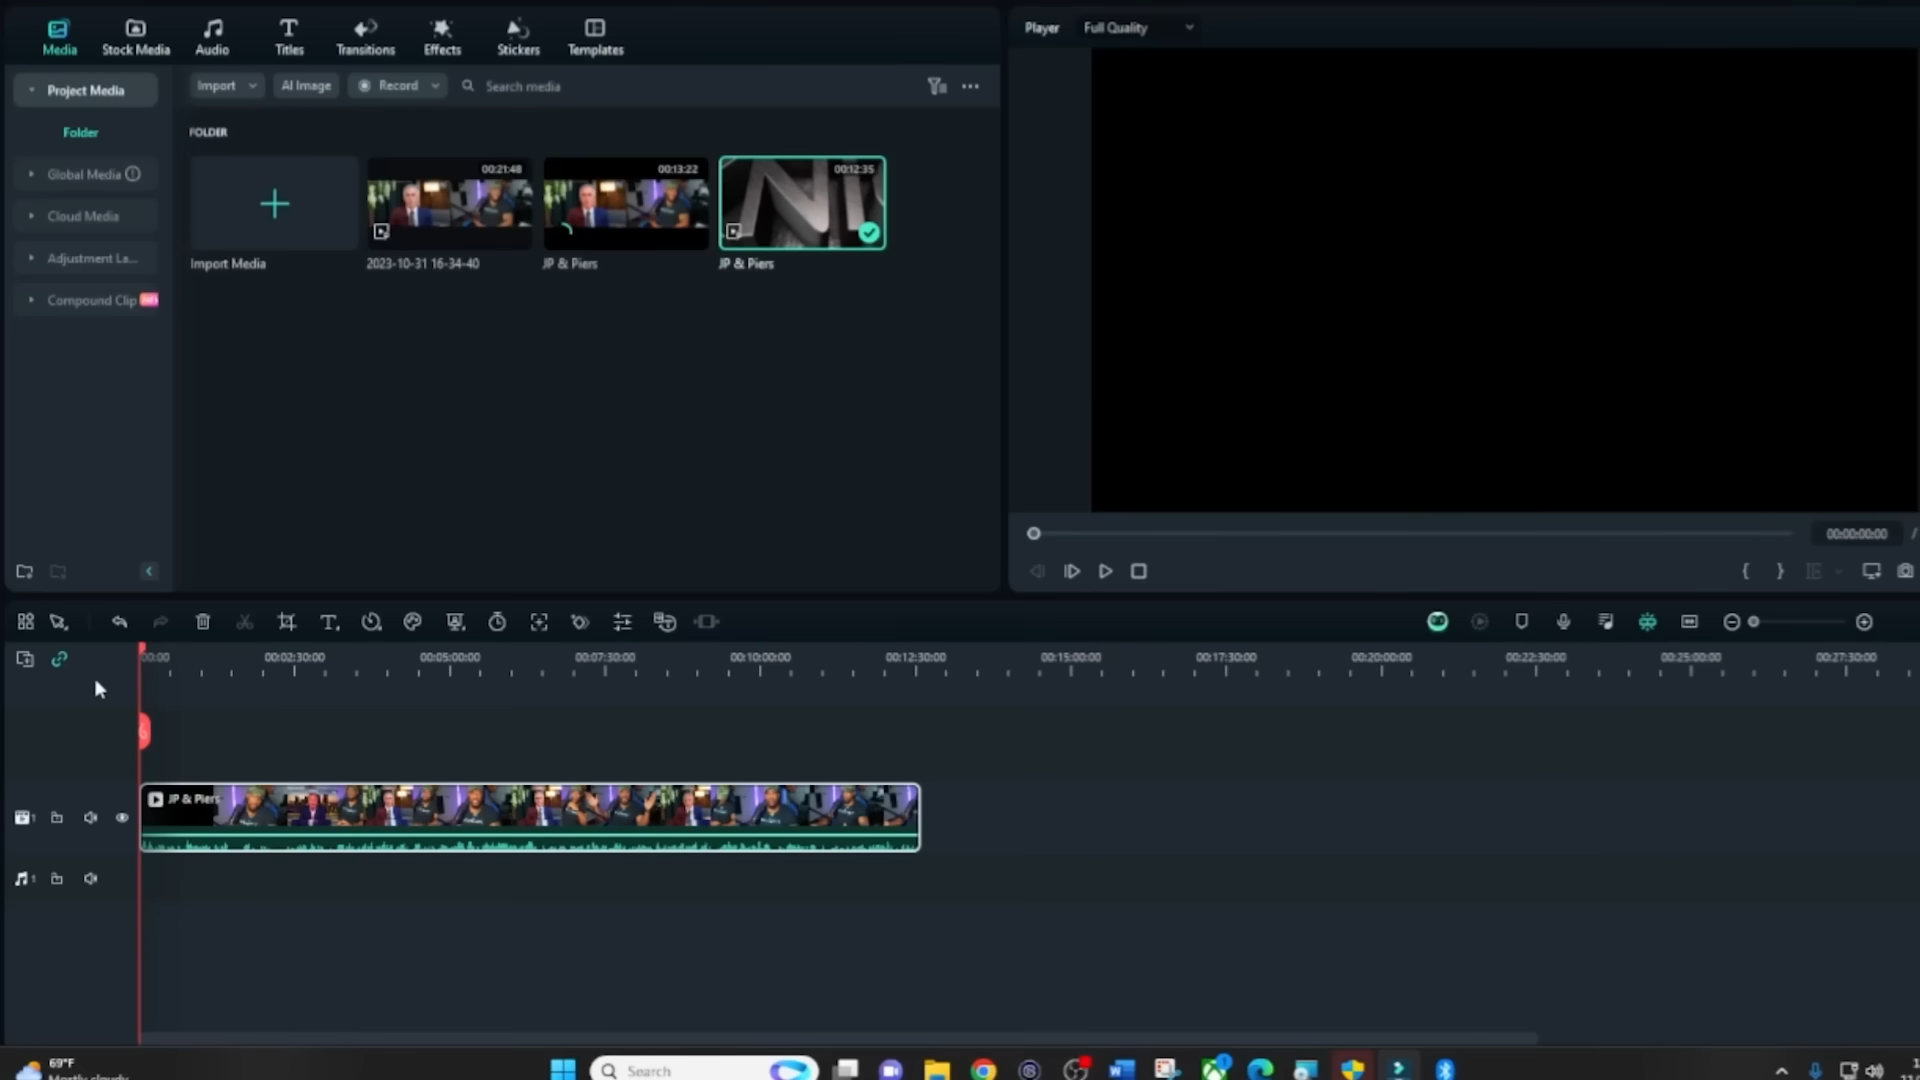 Media
Stock Media
Audio
Titles
Transitions
Effects
Stickers
Templates
Player
Full Quality
Project Media
Import
AI Image
Record
Search media
Folder
FOLDER
Global Media
Cloud Media
Adjustment La...
Compound Clip
00:21:48
00:13:22
00:12:35
Import Media
2023-10-31 16-34-40
JP & Piers
JP & Piers
00:00:00:00
/
{
}
00:00
00:02:30:00
00:05:00:00
00:07:30:00
00:10:00:00
00:12:30:00
00:15:00:00
00:17:30:00
00:20:00:00
00:22:30:00
00:25:00:00
00:27:30:00
JP & Piers
1
1
69°F
Mostly cloudy
Search